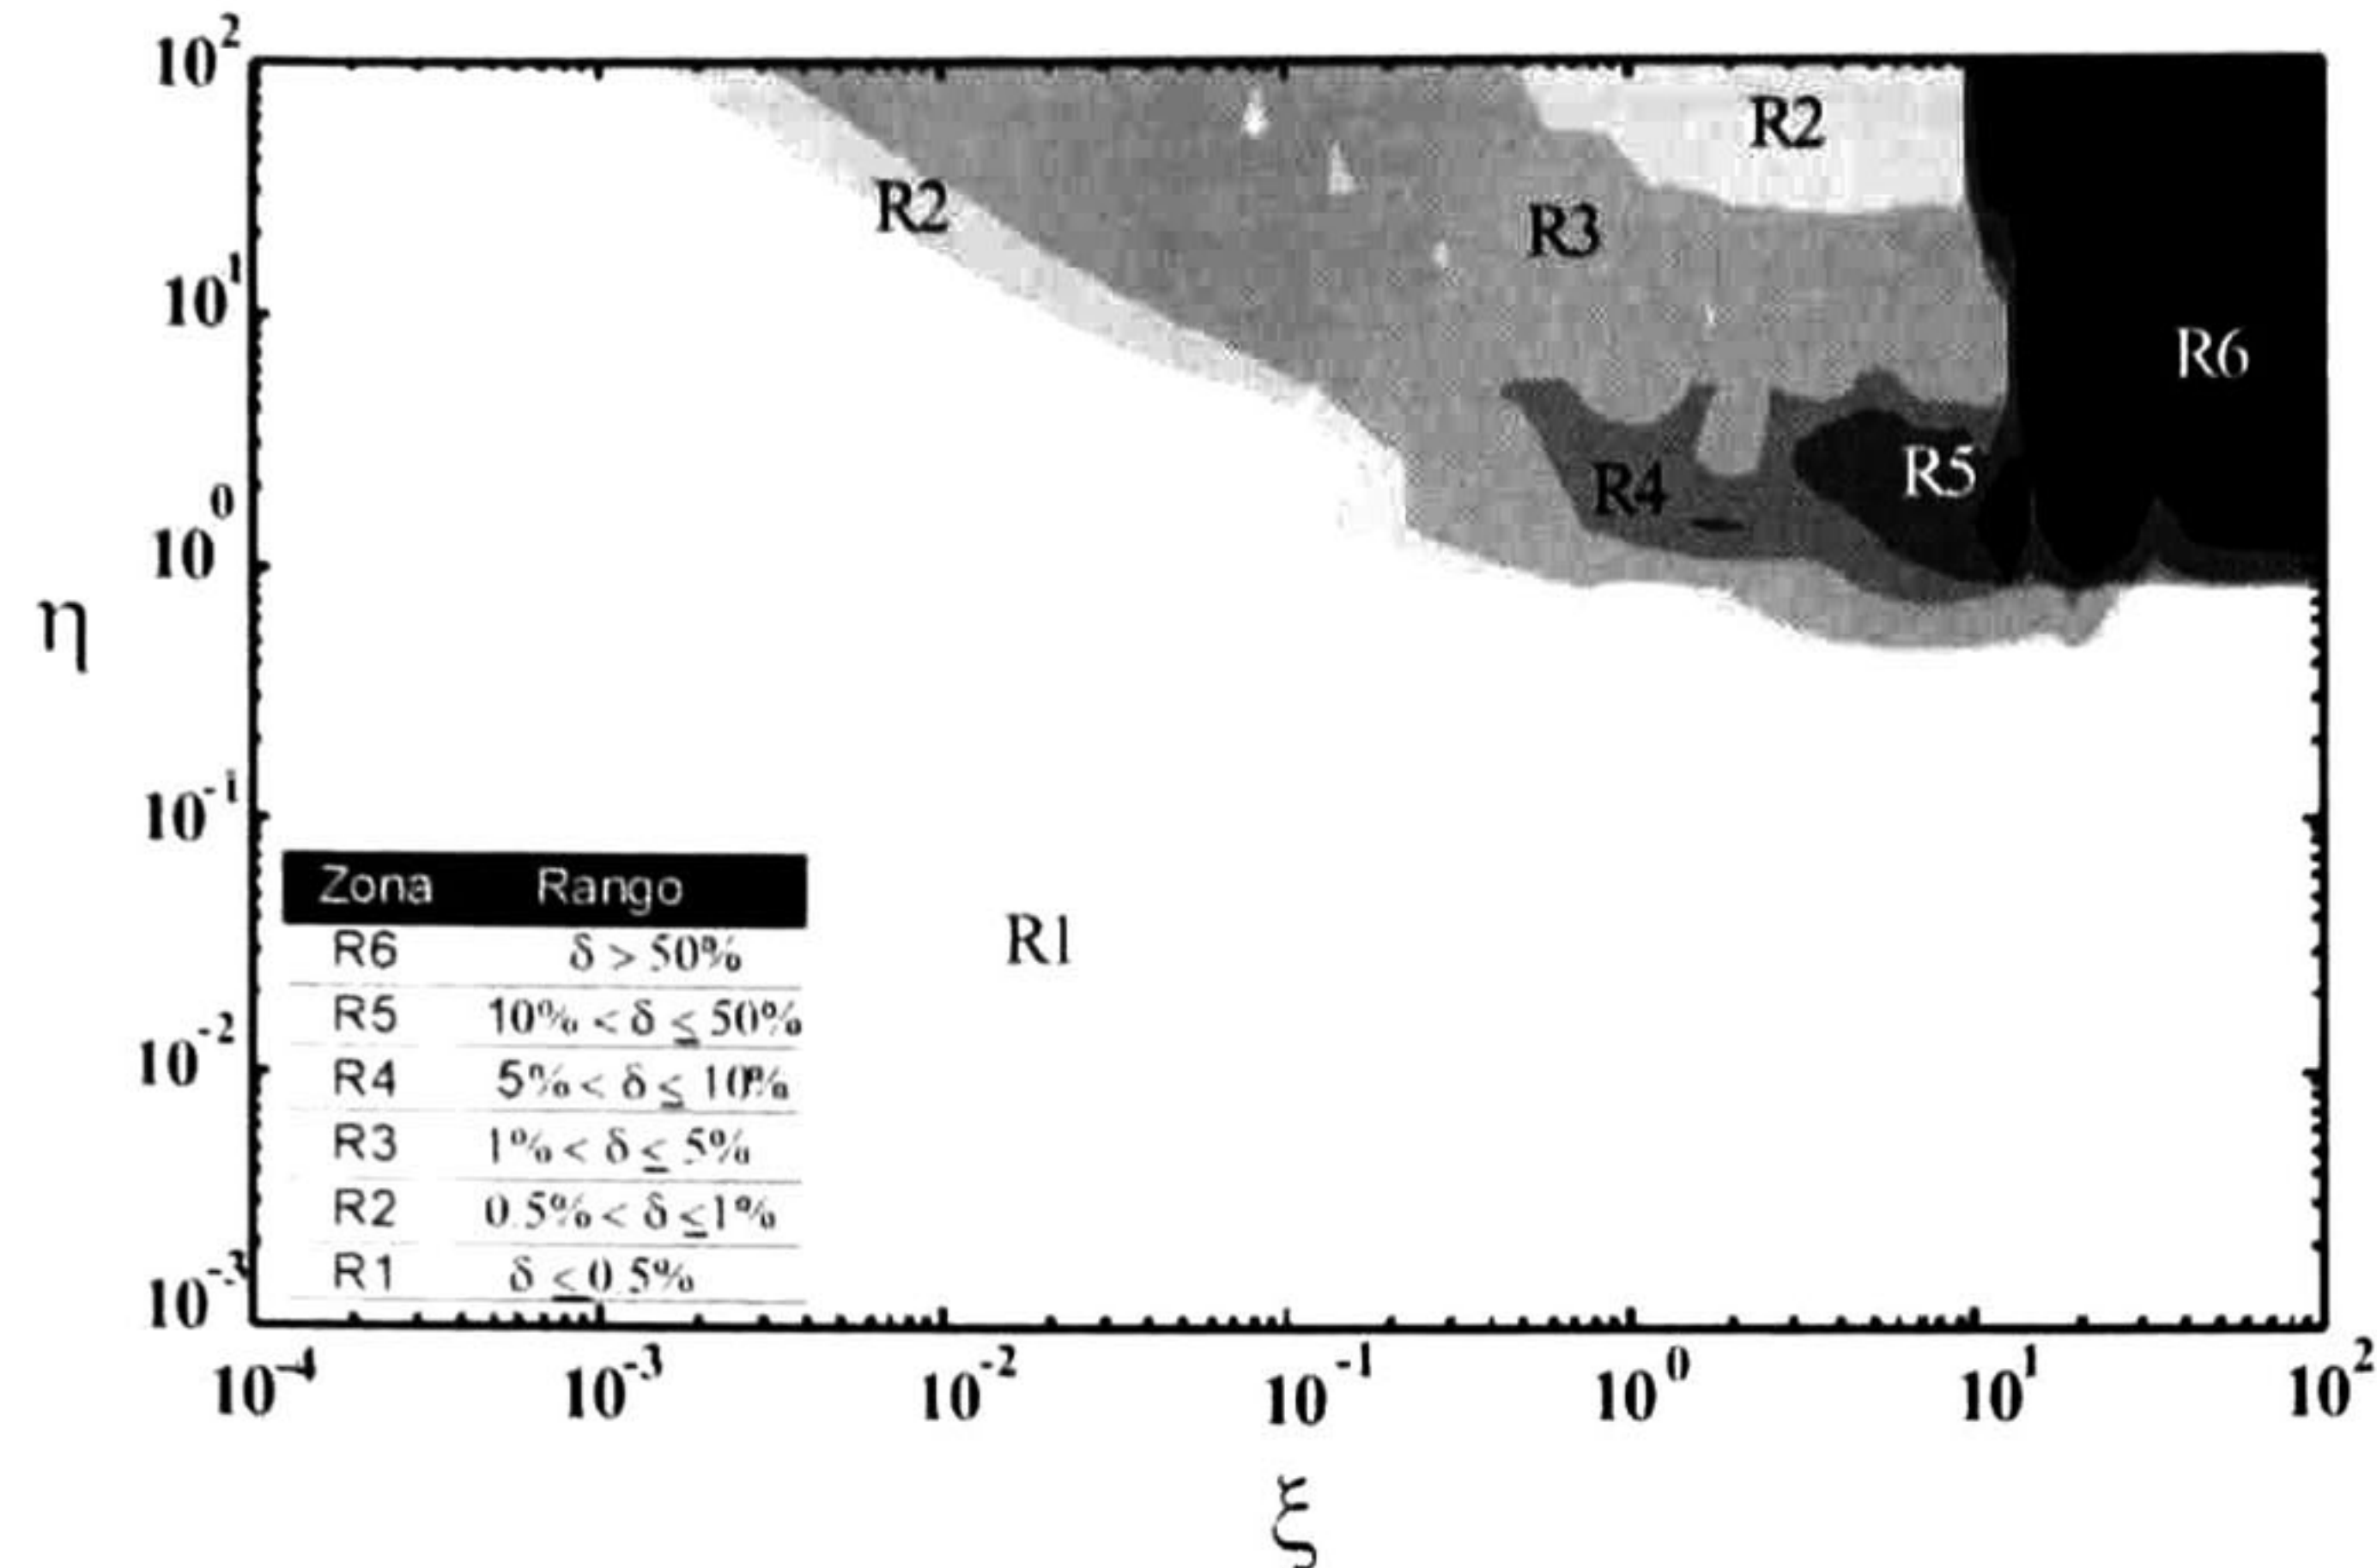 10²
R2
R2
R3
10¹
R6
R5
R4
10⁰
η
10⁻¹
Zona Rango
R6 δ > 50%
R1
R5 10% < δ ≤ 50%
10⁻²
R4 5% < δ ≤ 10%
R3 1% < δ ≤ 5%
R2 0.5% < δ ≤1%
R1 δ ≤0.5%
10⁻³
10⁻⁴ 10⁻³ 10⁻² 10⁻¹ 10⁰ 10¹ 10²
ξ